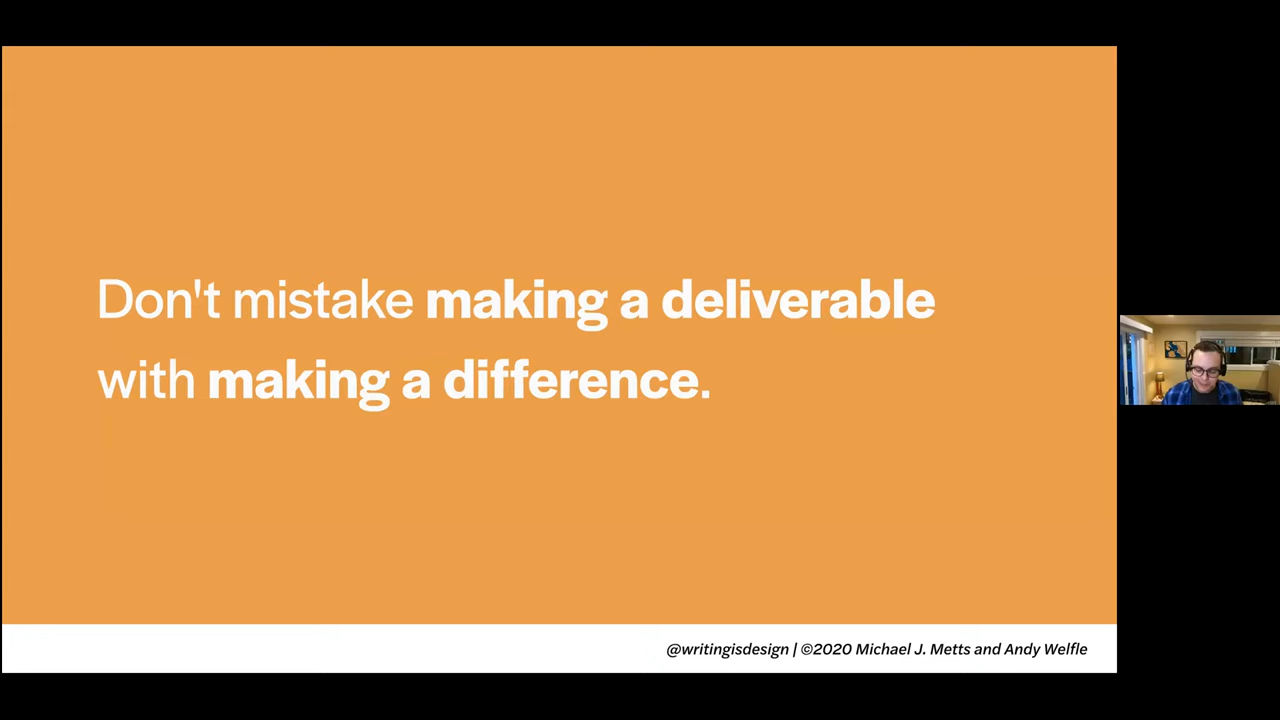 Don't mistake making a deliverable
with making a difference.
@writingisdesign | ©2020 Michael J. Metts and Andy Welfle